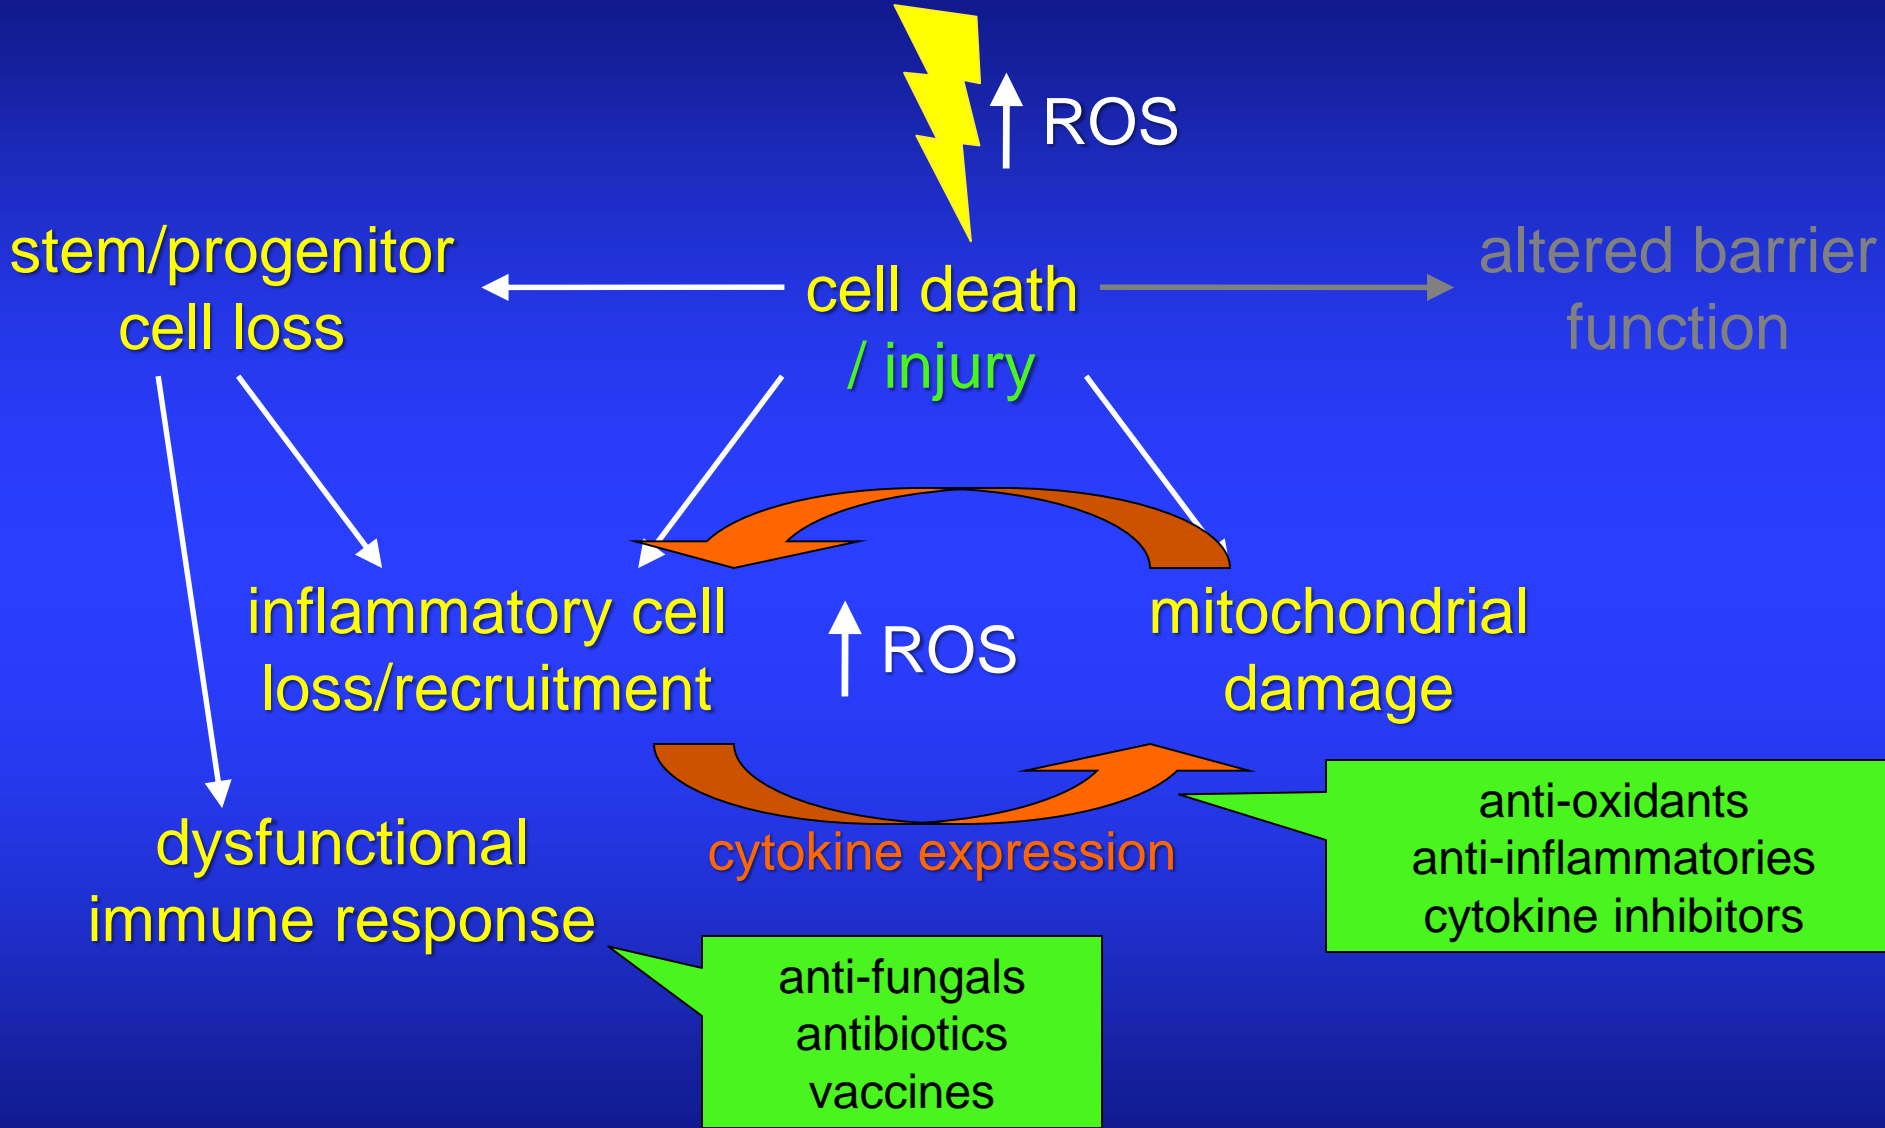 ROS
stem/progenitor
cell loss
cell death
/ injury
altered barrier
function
inflammatory cell
loss/recruitment
ROS
mitochondrial
damage
dysfunctional
immune response
cytokine expression
anti-oxidants
anti-inflammatories
cytokine inhibitors
anti-fungals
antibiotics
vaccines